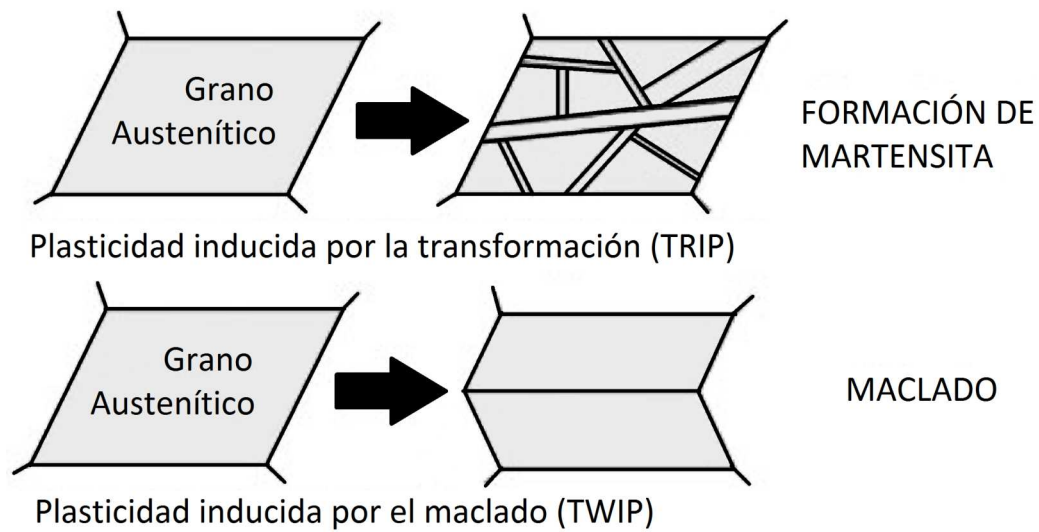 Grano
Austenítico
FORMACIÓN DE
MARTENSITA
Plasticidad inducida por la transformación (TRIP)
Grano
Austenítico
MACLADO
Plasticidad inducida por el maclado (TWIP)